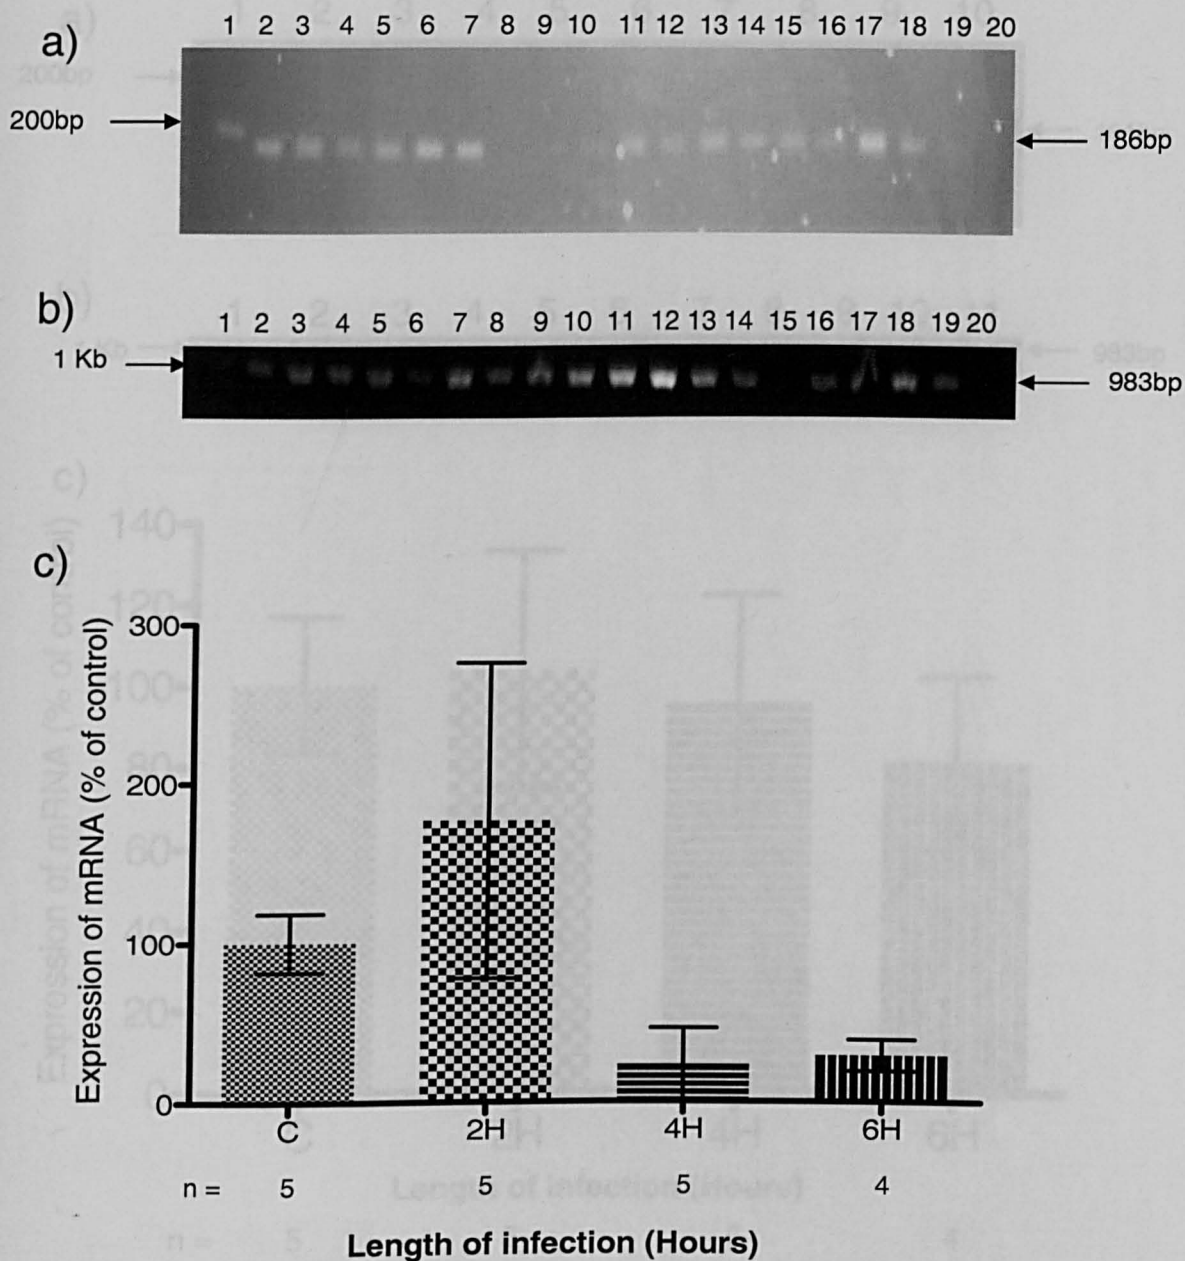 a)
1 2 3 4 5 6 7 8 9 10 11 12 13 14 15 16 17 18 19 20
200bp
186bp
b)
1 2 3 4 5 6 7 8 9 10 11 12 13 14 15 16 17 18 19 20
1 Kb
983bp
c)
Expression of mRNA (% of control)
300
200
100
0
C 2H 4H 6H
n = 5 5 5 4
Length of infection (Hours)